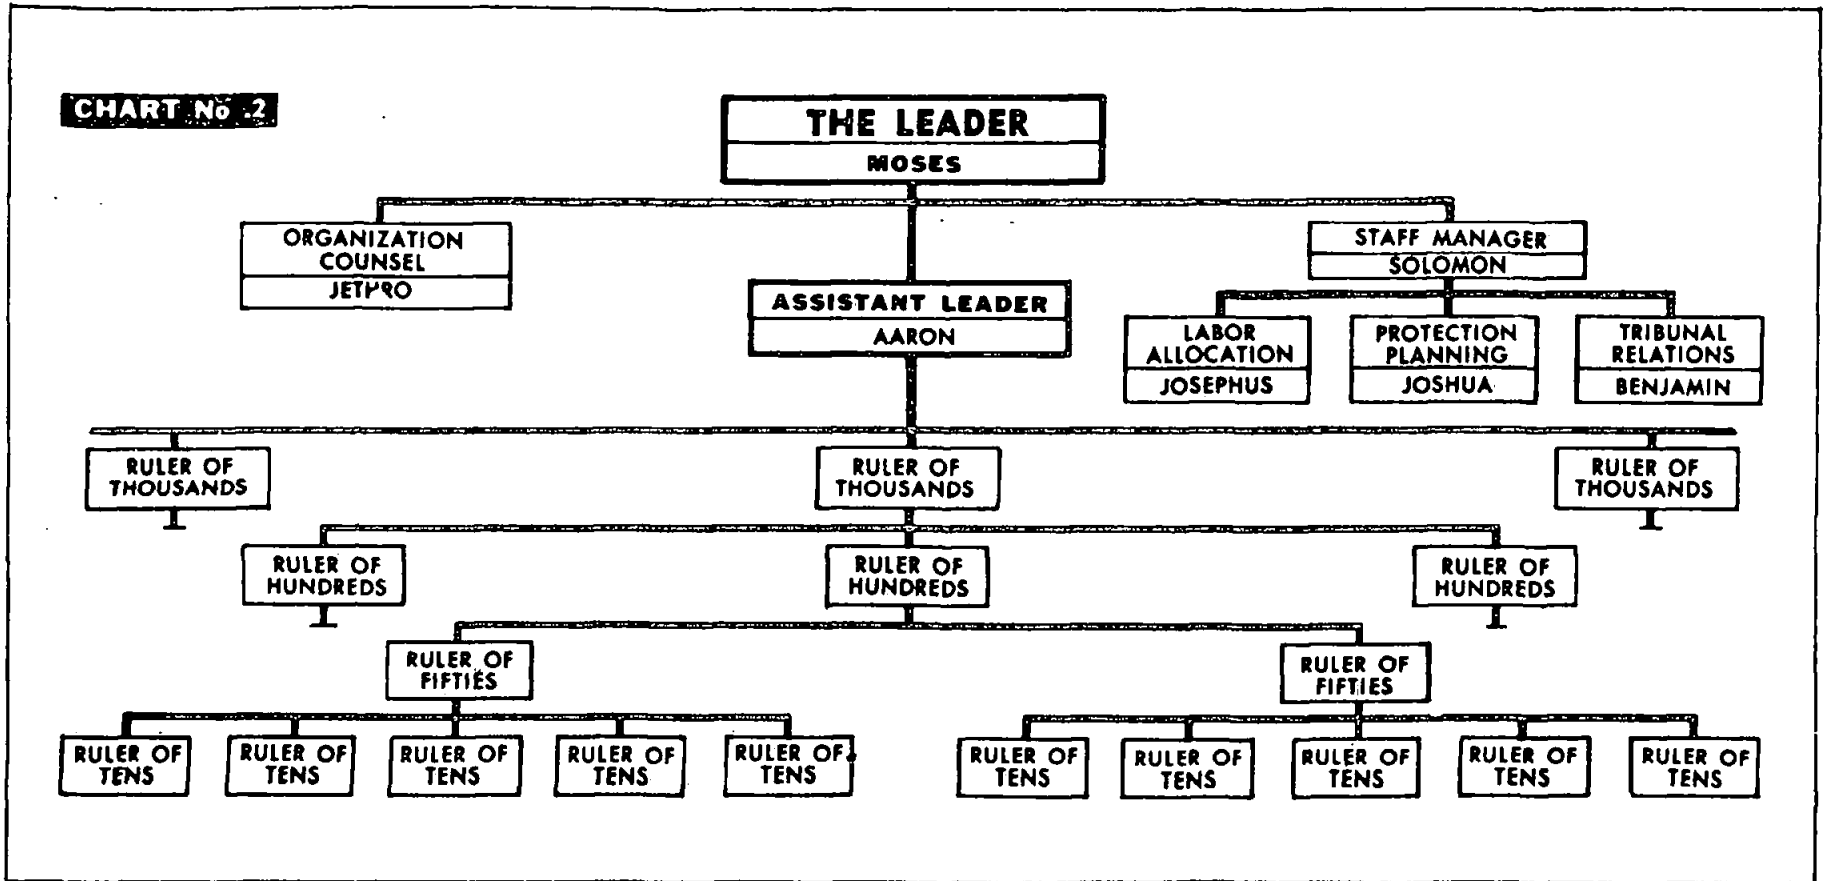 CHART No .2
THE LEADER
MOSES
ORGANIZATION
COUNSEL
JETHRO
STAFF MANAGER
SOLOMON
ASSISTANT LEADER
AARON
LABOR
ALLOCATION
JOSEPHUS
PROTECTION
PLANNING
JOSHUA
TRIBUNAL
RELATIONS
BENJAMIN
RULER OF
THOUSANDS
RULER OF
THOUSANDS
RULER OF
THOUSANDS
RULER OF
HUNDREDS
RULER OF
HUNDREDS
RULER OF
HUNDREDS
RULER OF
FIFTIES
RULER OF
FIFTIES
RULER OF
TENS
RULER OF
TENS
RULER OF
TENS
RULER OF
TENS
RULER OF
TENS
RULER OF
TENS
RULER OF
TENS
RULER OF
TENS
RULER OF
TENS
RULER OF
TENS